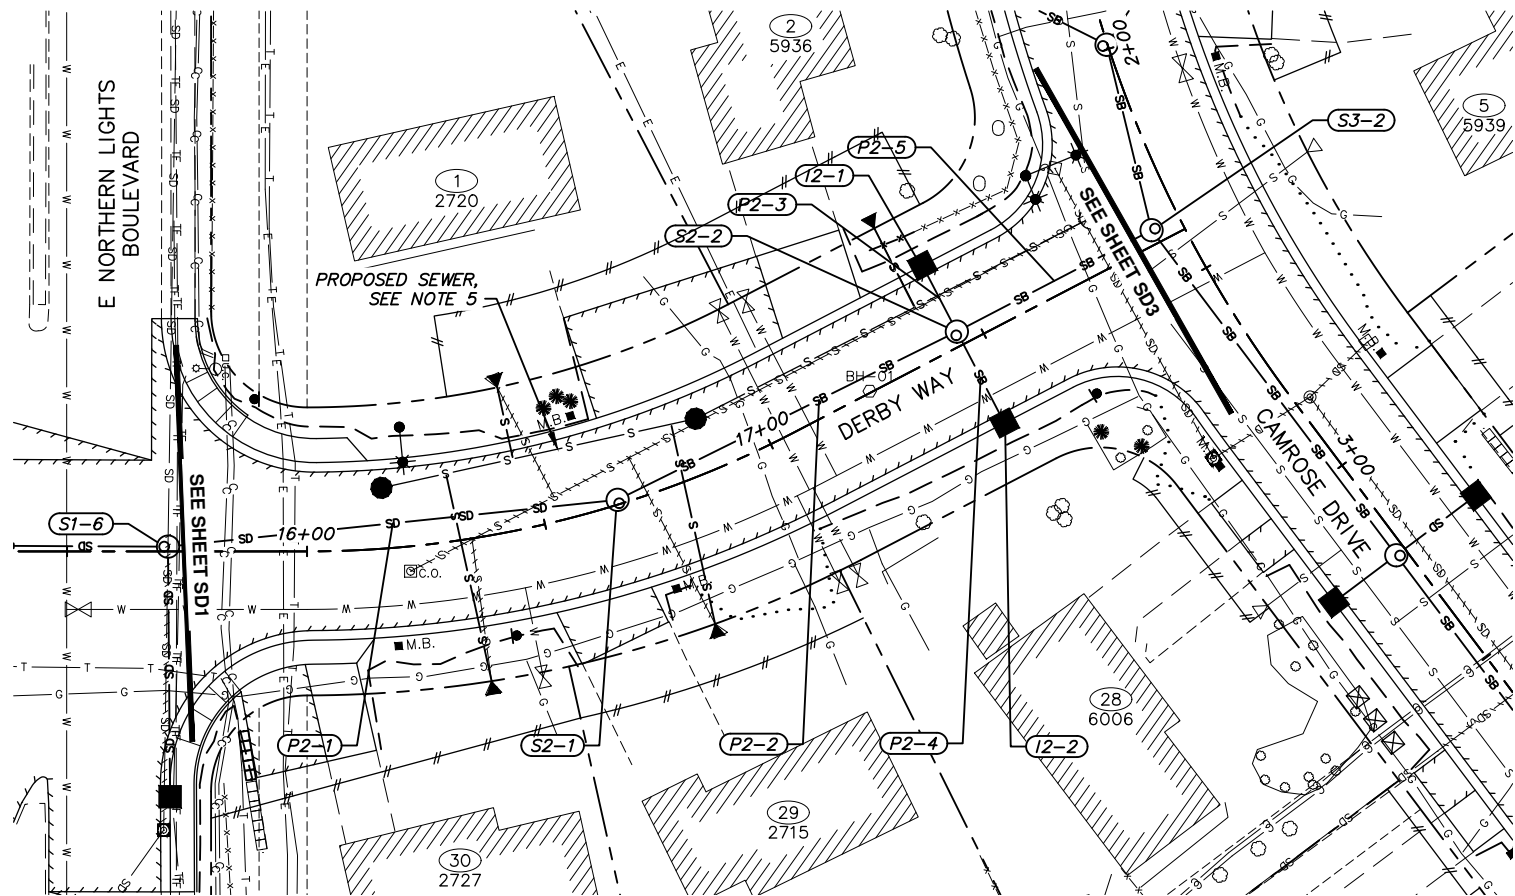 E NORTHERN LIGHTS
BOULEVARD
2
5936
2+00
M.B.
5
5939
S3-2
P2-5
I2-1
P2-3
S2-2
1
2720
PROPOSED SEWER,
SEE NOTE 5
SEE SHEET SD3
M.B.
M.B.
BH-01
17+00
DERBY WAY
CAMROSE DRIVE
3+00
SEE SHEET SD1
S1-6
16+00
C.O.
M.B.
M.B.
P2-1
S2-1
P2-2
P2-4
I2-2
28
6006
29
2715
30
2727